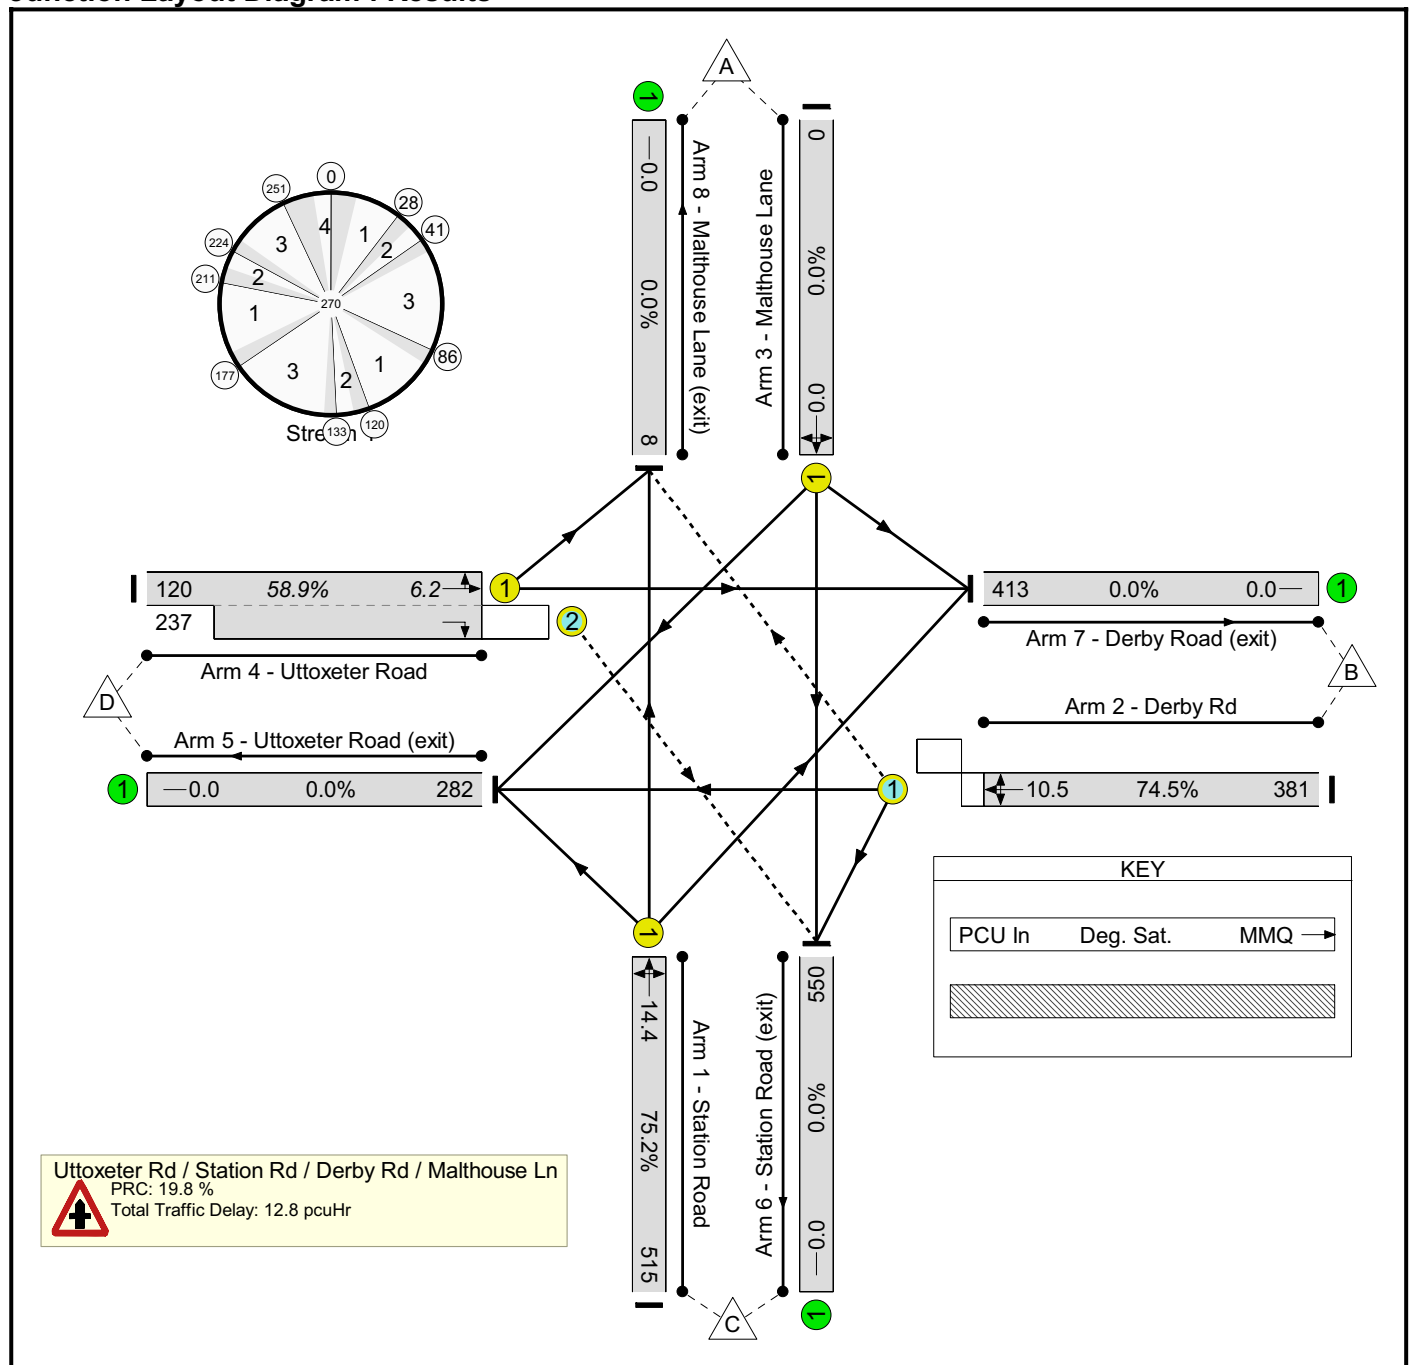 Junction Layout Diagram : Results
A
1
0.0
0.0%
8
Arm 8 - Malthouse Lane (exit)
Arm 3 - Malthouse Lane
0
0.0%
0.0
1
0
28
41
86
120
133
177
211
224
251
270
1
2
3
1
2
3
1
2
3
4
120 58.9% 6.2
237
1
2
Arm 4 - Uttoxeter Road
D
Arm 5 - Uttoxeter Road (exit)
1
0.0 0.0% 282
413 0.0% 0.0
1
Arm 7 - Derby Road (exit)
B
Arm 2 - Derby Rd
1
10.5 74.5% 381
KEY
PCU In Deg. Sat. MMQ
1
14.4
75.2%
515
Arm 1 - Station Road
Arm 6 - Station Road (exit)
550
0.0%
0.0
1
C
Uttoxeter Rd / Station Rd / Derby Rd / Malthouse Ln
PRC: 19.8 %
Total Traffic Delay: 12.8 pcuHr